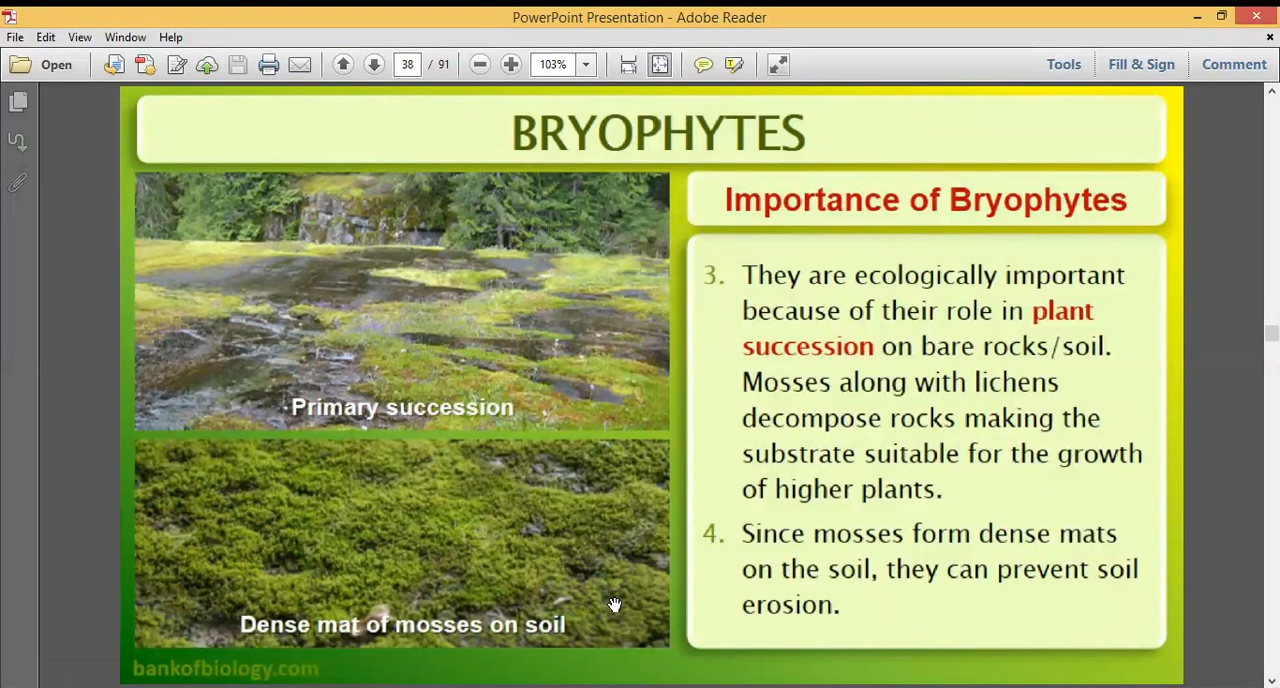 PowerPoint Presentation - Adobe Reader
File Edit View Window Help
Open 38 / 91 103% Tools Fill & Sign Comment
BRYOPHYTES
Importance of Bryophytes
Primary succession
Dense mat of mosses on soil
3. They are ecologically important
because of their role in plant
succession on bare rocks/soil.
Mosses along with lichens
decompose rocks making the
substrate suitable for the growth
of higher plants.
4. Since mosses form dense mats
on the soil, they can prevent soil
erosion.
bankofbiology.com